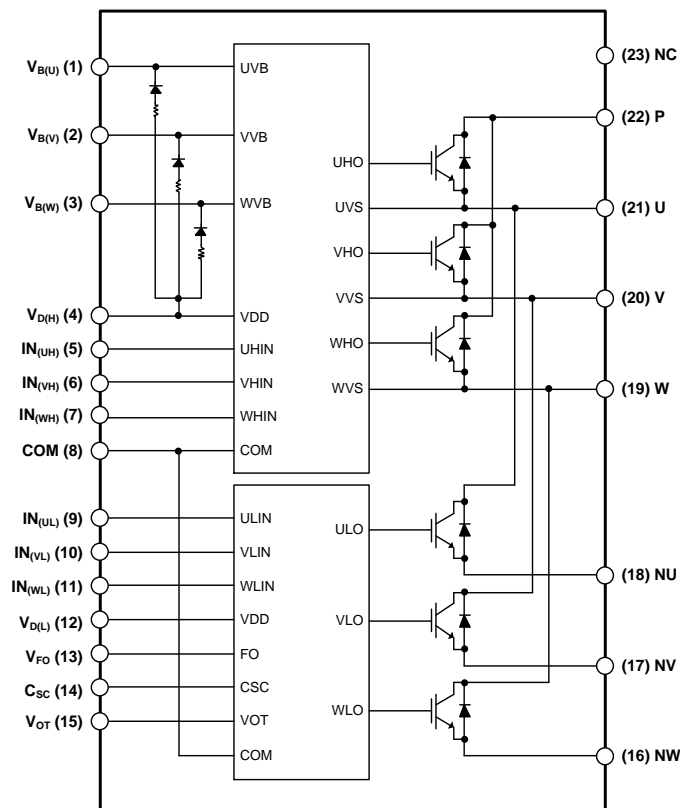 VB(U) (1)
VB(V) (2)
VB(W) (3)
VD(H) (4)
IN(UH) (5)
IN(VH) (6)
IN(WH) (7)
COM (8)
IN(UL) (9)
IN(VL) (10)
IN(WL) (11)
VD(L) (12)
VFO (13)
CSC (14)
VOT (15)
UVB
VVB
WVB
VDD
UHIN
VHIN
WHIN
COM
UHO
UVS
VHO
VVS
WHO
WVS
ULIN
VLIN
WLIN
VDD
FO
CSC
VOT
COM
ULO
VLO
WLO
(23) NC
(22) P
(21) U
(20) V
(19) W
(18) NU
(17) NV
(16) NW